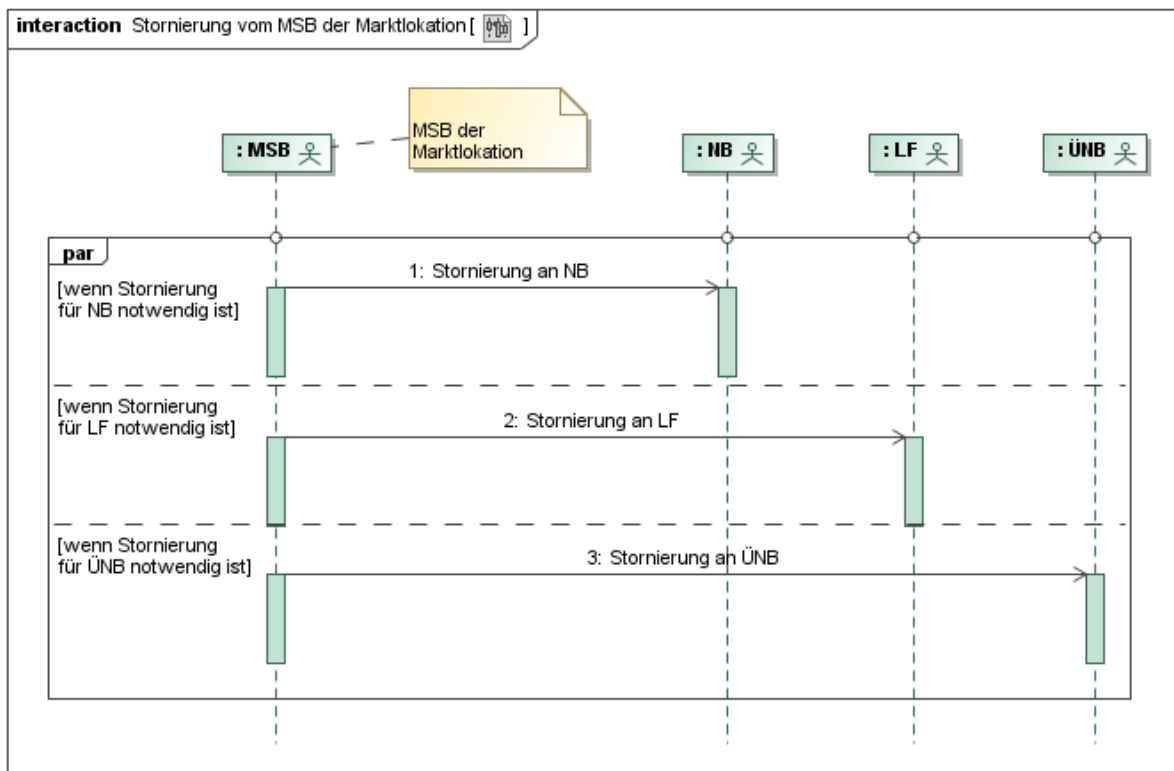 interaction Stornierung vom MSB der Marktlokation [ ]
MSB der
Marktlokation
: MSB
: NB
: LF
: ÜNB
par
1: Stornierung an NB
[wenn Stornierung
für NB notwendig ist]
[wenn Stornierung
für LF notwendig ist]
2: Stornierung an LF
[wenn Stornierung
für ÜNB notwendig ist]
3: Stornierung an ÜNB